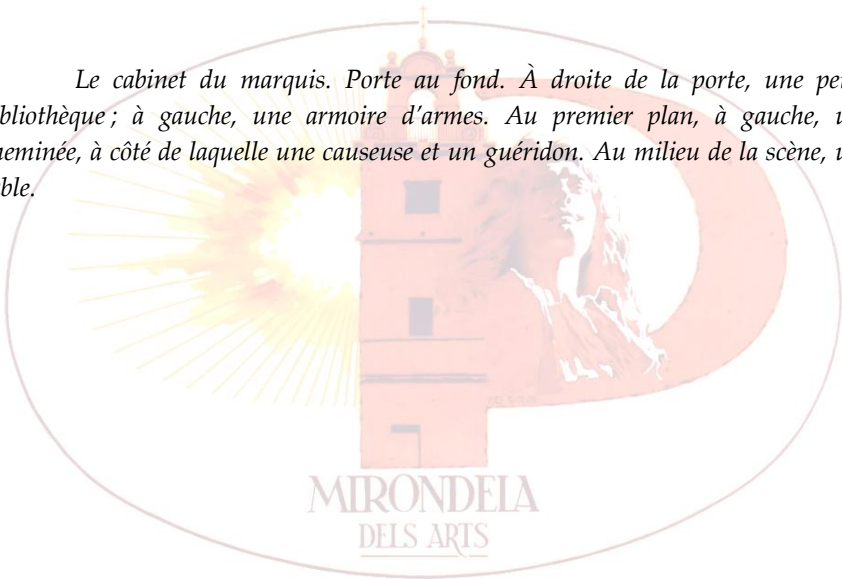 Le cabinet du marquis. Porte au fond. À droite de la porte, une
bliothèque ; à gauche, une armoire d'armes. Au premier plan, à gauche,
heminée, à côté de laquelle une causeuse et un guéridon. Au milieu de la scène,
ble.
MIRONDELA
DELS ARTS